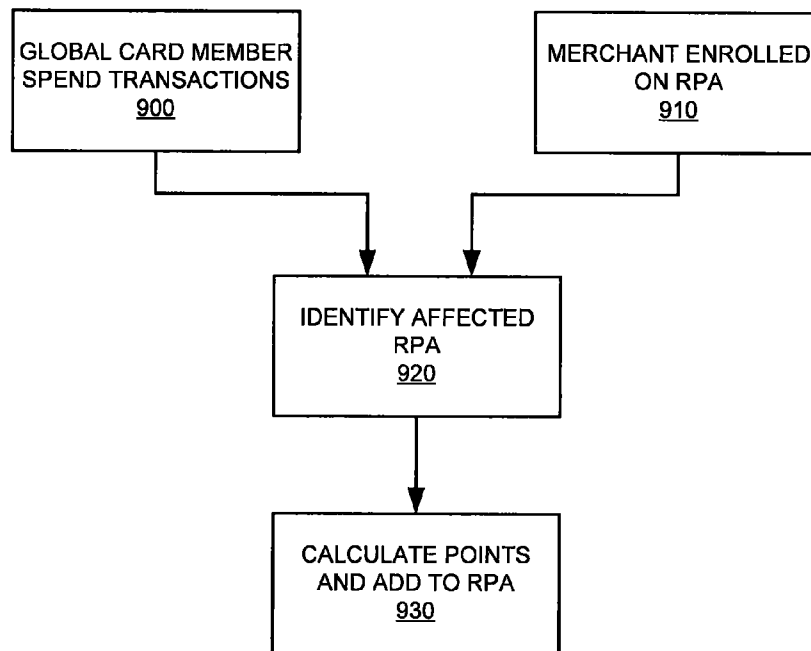 GLOBAL CARD MEMBER
SPEND TRANSACTIONS
900
MERCHANT ENROLLED
ON RPA
910
IDENTIFY AFFECTED
RPA
920
CALCULATE POINTS
AND ADD TO RPA
930